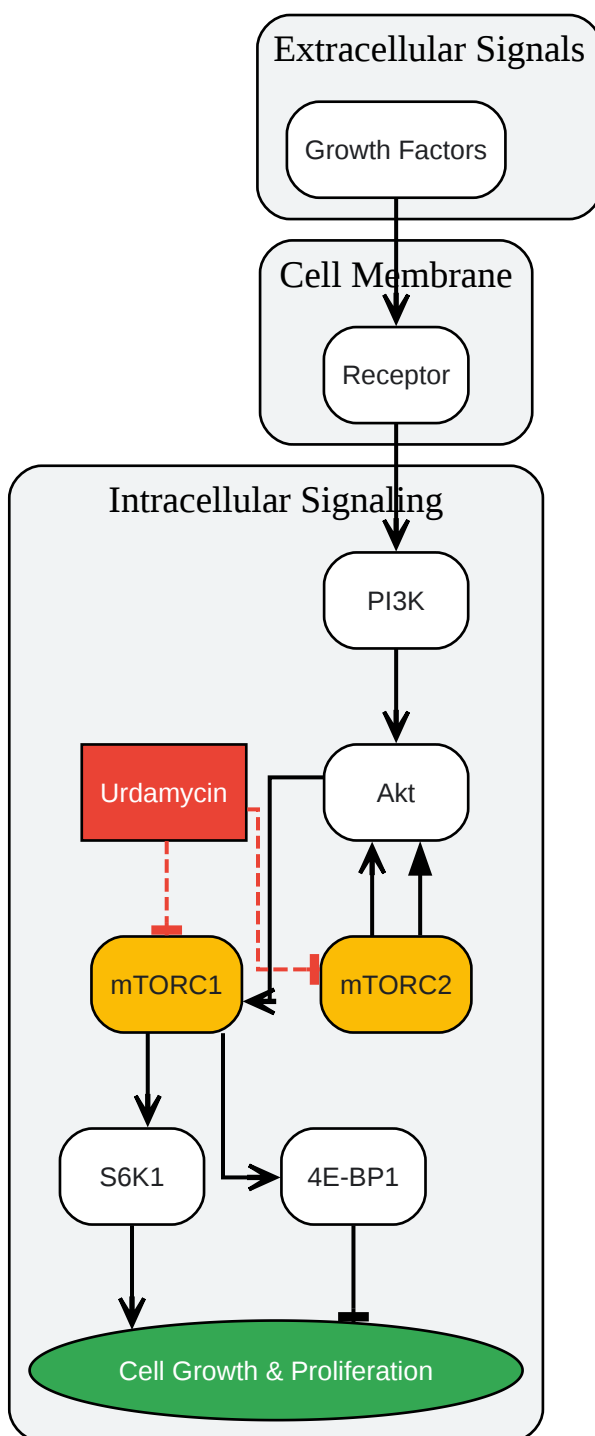 Extracellular Signals
Growth Factors
Cell Membrane
Receptor
Intracellular Signaling
PI3K
Urdamycin
Akt
mTORC1
mTORC2
S6K1
4E-BP1
Cell Growth & Proliferation